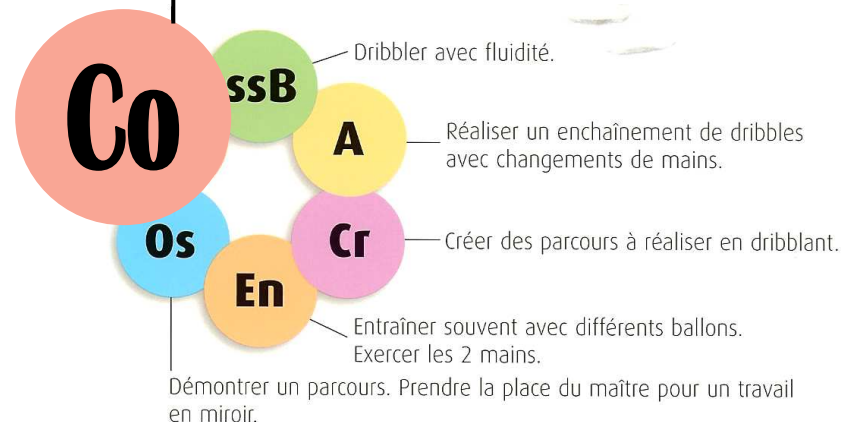 Co
ssB
Dribbler avec fluidité.
A
Réaliser un enchaînement de dribbles
avec changements de mains.
Cr
Créer des parcours à réaliser en dribblant.
En
Entraîner souvent avec différents ballons.
Exercer les 2 mains.
Os
Démontrer un parcours. Prendre la place du maître pour un travail
en miroir.